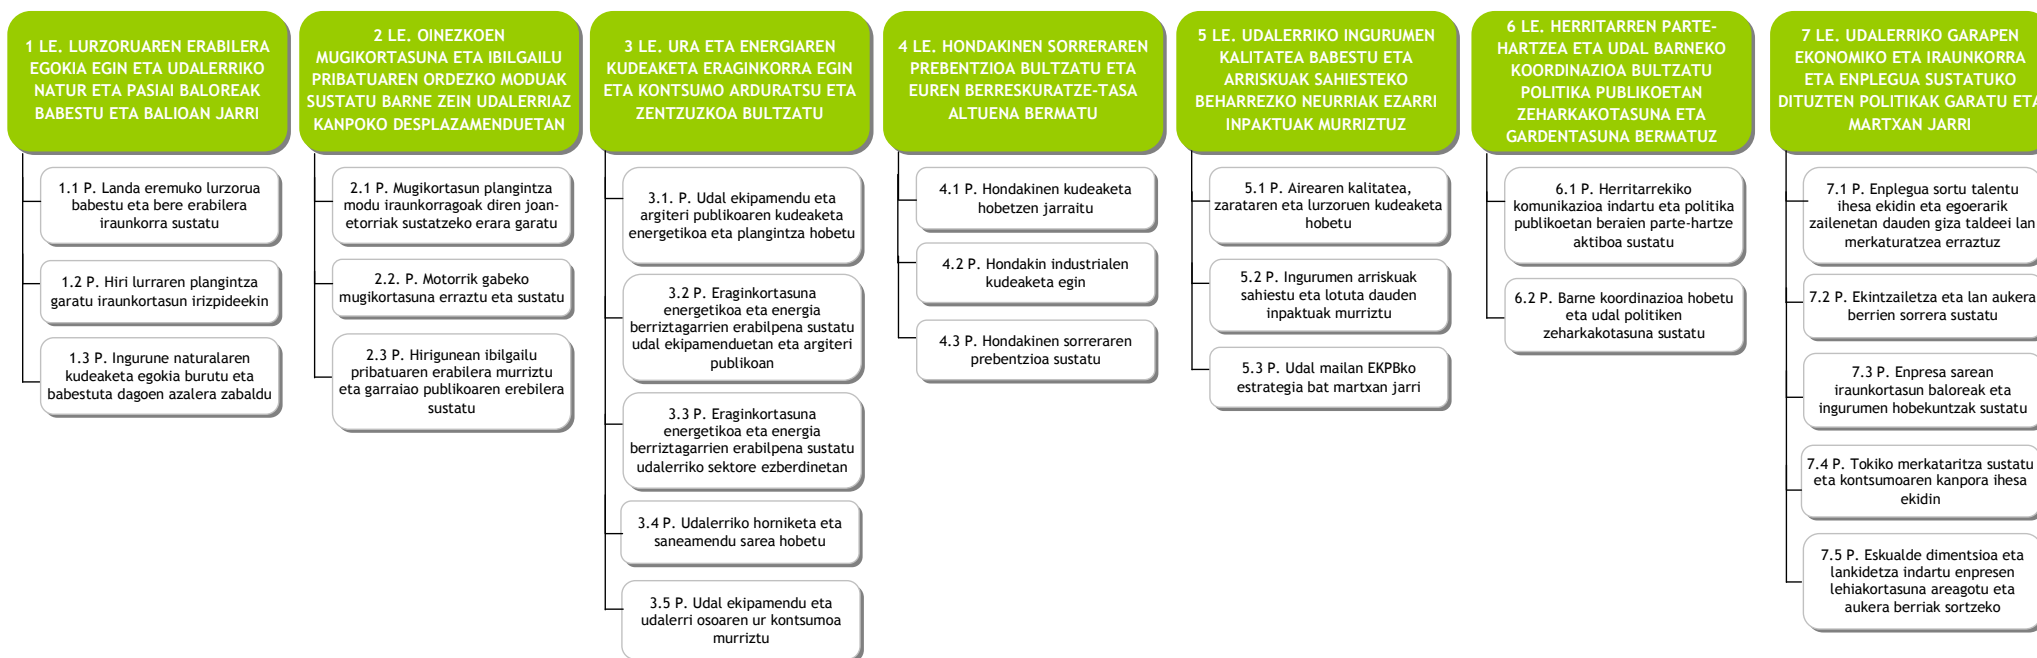 1 LE. LURZORUAREN ERABILERA
EGOKIA EGIN ETA UDALERRIKO
NATUR ETA PASIAI BALOREAK
BABESTU ETA BALIOAN JARRI
1.1 P. Landa eremuko lurzorua
babestu eta bere erabilera
iraunkorra sustatu
1.2 P. Hiri lurraren plangintza
garatu iraunkortasun irizpideekin
1.3 P. Ingurune naturalaren
kudeaketa egokia burutu eta
babestuta dagoen azalera zabaldu
2 LE. OINEZKOEN
MUGIKORTASUNA ETA IBILGAILU
PRIBATUAREN ORDEZKO MODUAK
SUSTATU BARNE ZEIN UDALERRIAZ
KANPOKO DESPLAZAMENDUETAN
2.1 P. Mugikortasun plangintza
modu iraunkorragoak diren joan-
etorriak sustatzeko erara garatu
2.2. P. Motorrik gabeko
mugikortasuna erraztu eta sustatu
2.3 P. Hirigunean ibilgailu
pribatuaren erabilera murriztu
eta garraiao publikoaren erebilera
sustatu
3 LE. URA ETA ENERGIAREN
KUDEAKETA ERAGINKORRA EGIN
ETA KONTSUMO ARDURATSU ETA
ZENTZUZKOA BULTZATU
3.1. P. Udal ekipamendu eta
argiteri publikoaren kudeaketa
energetikoa eta plangintza hobetu
3.2 P. Eraginkortasuna
energetikoa eta energia
berriztagarrien erabilpena sustatu
udal ekipamenduetan eta argiteri
publikoan
3.3 P. Eraginkortasuna
energetikoa eta energia
berriztagarrien erabilpena sustatu
udalerriko sektore ezberdinetan
3.4 P. Udalerriko horniketa eta
saneamendu sarea hobetu
3.5 P. Udal ekipamendu eta
udalerri osoaren ur kontsumoa
murriztu
4 LE. HONDAKINEN SORRERAREN
PREBENTZIOA BULTZATU ETA
EUREN BERRESKURATZE-TASA
ALTUENA BERMATU
4.1 P. Hondakinen kudeaketa
hobetzen jarraitu
4.2 P. Hondakin industrialen
kudeaketa egin
4.3 P. Hondakinen sorreraren
prebentzioa sustatu
5 LE. UDALERRIKO INGURUMEN
KALITATEA BABESTU ETA
ARRISKUAK SAHIESTEKO
BEHARREZKO NEURRIAK EZARRI
INPAKTUAK MURRIZTUZ
5.1 P. Airearen kalitatea,
zarataren eta lurzoruen kudeaketa
hobetu
5.2 P. Ingurumen arriskuak
sahiestu eta lotuta dauden
inpaktuak murriztu
5.3 P. Udal mailan EKPBko
estrategia bat martxan jarri
6 LE. HERRITARREN PARTE-
HARTZEA ETA UDAL BARNEKO
KOORDINAZIOA BULTZATU
POLITIKA PUBLIKOETAN
ZEHARKAKOTASUNA ETA
GARDENTASUNA BERMATUZ
6.1 P. Herritarrekiko
komunikazioa indartu eta politika
publikoetan beraien parte-hartze
aktiboa sustatu
6.2 P. Barne koordinazioa hobetu
eta udal politiken
zeharkakotasuna sustatu
7 LE. UDALERRIKO GARAPEN
EKONOMIKO ETA IRAUNKORRA
ETA ENPLEGUA SUSTATUKO
DITUZTEN POLITIKAK GARATU ETA
MARTXAN JARRI
7.1 P. Enplegua sortu talentu
ihesa ekidin eta egoerarik
zailenetan dauden giza taldeei lan
merkaturatzea erraztuz
7.2 P. Ekintzailetza eta lan aukera
berrien sorrera sustatu
7.3 P. Enpresa sarean
iraunkortasun baloreak eta
ingurumen hobekuntzak sustatu
7.4 P. Tokiko merkataritza sustatu
eta kontsumoaren kanpora ihesa
ekidin
7.5 P. Eskualde dimentsioa eta
lankidetza indartu enpresen
lehiakortasuna areagotu eta
aukera berriak sortzeko